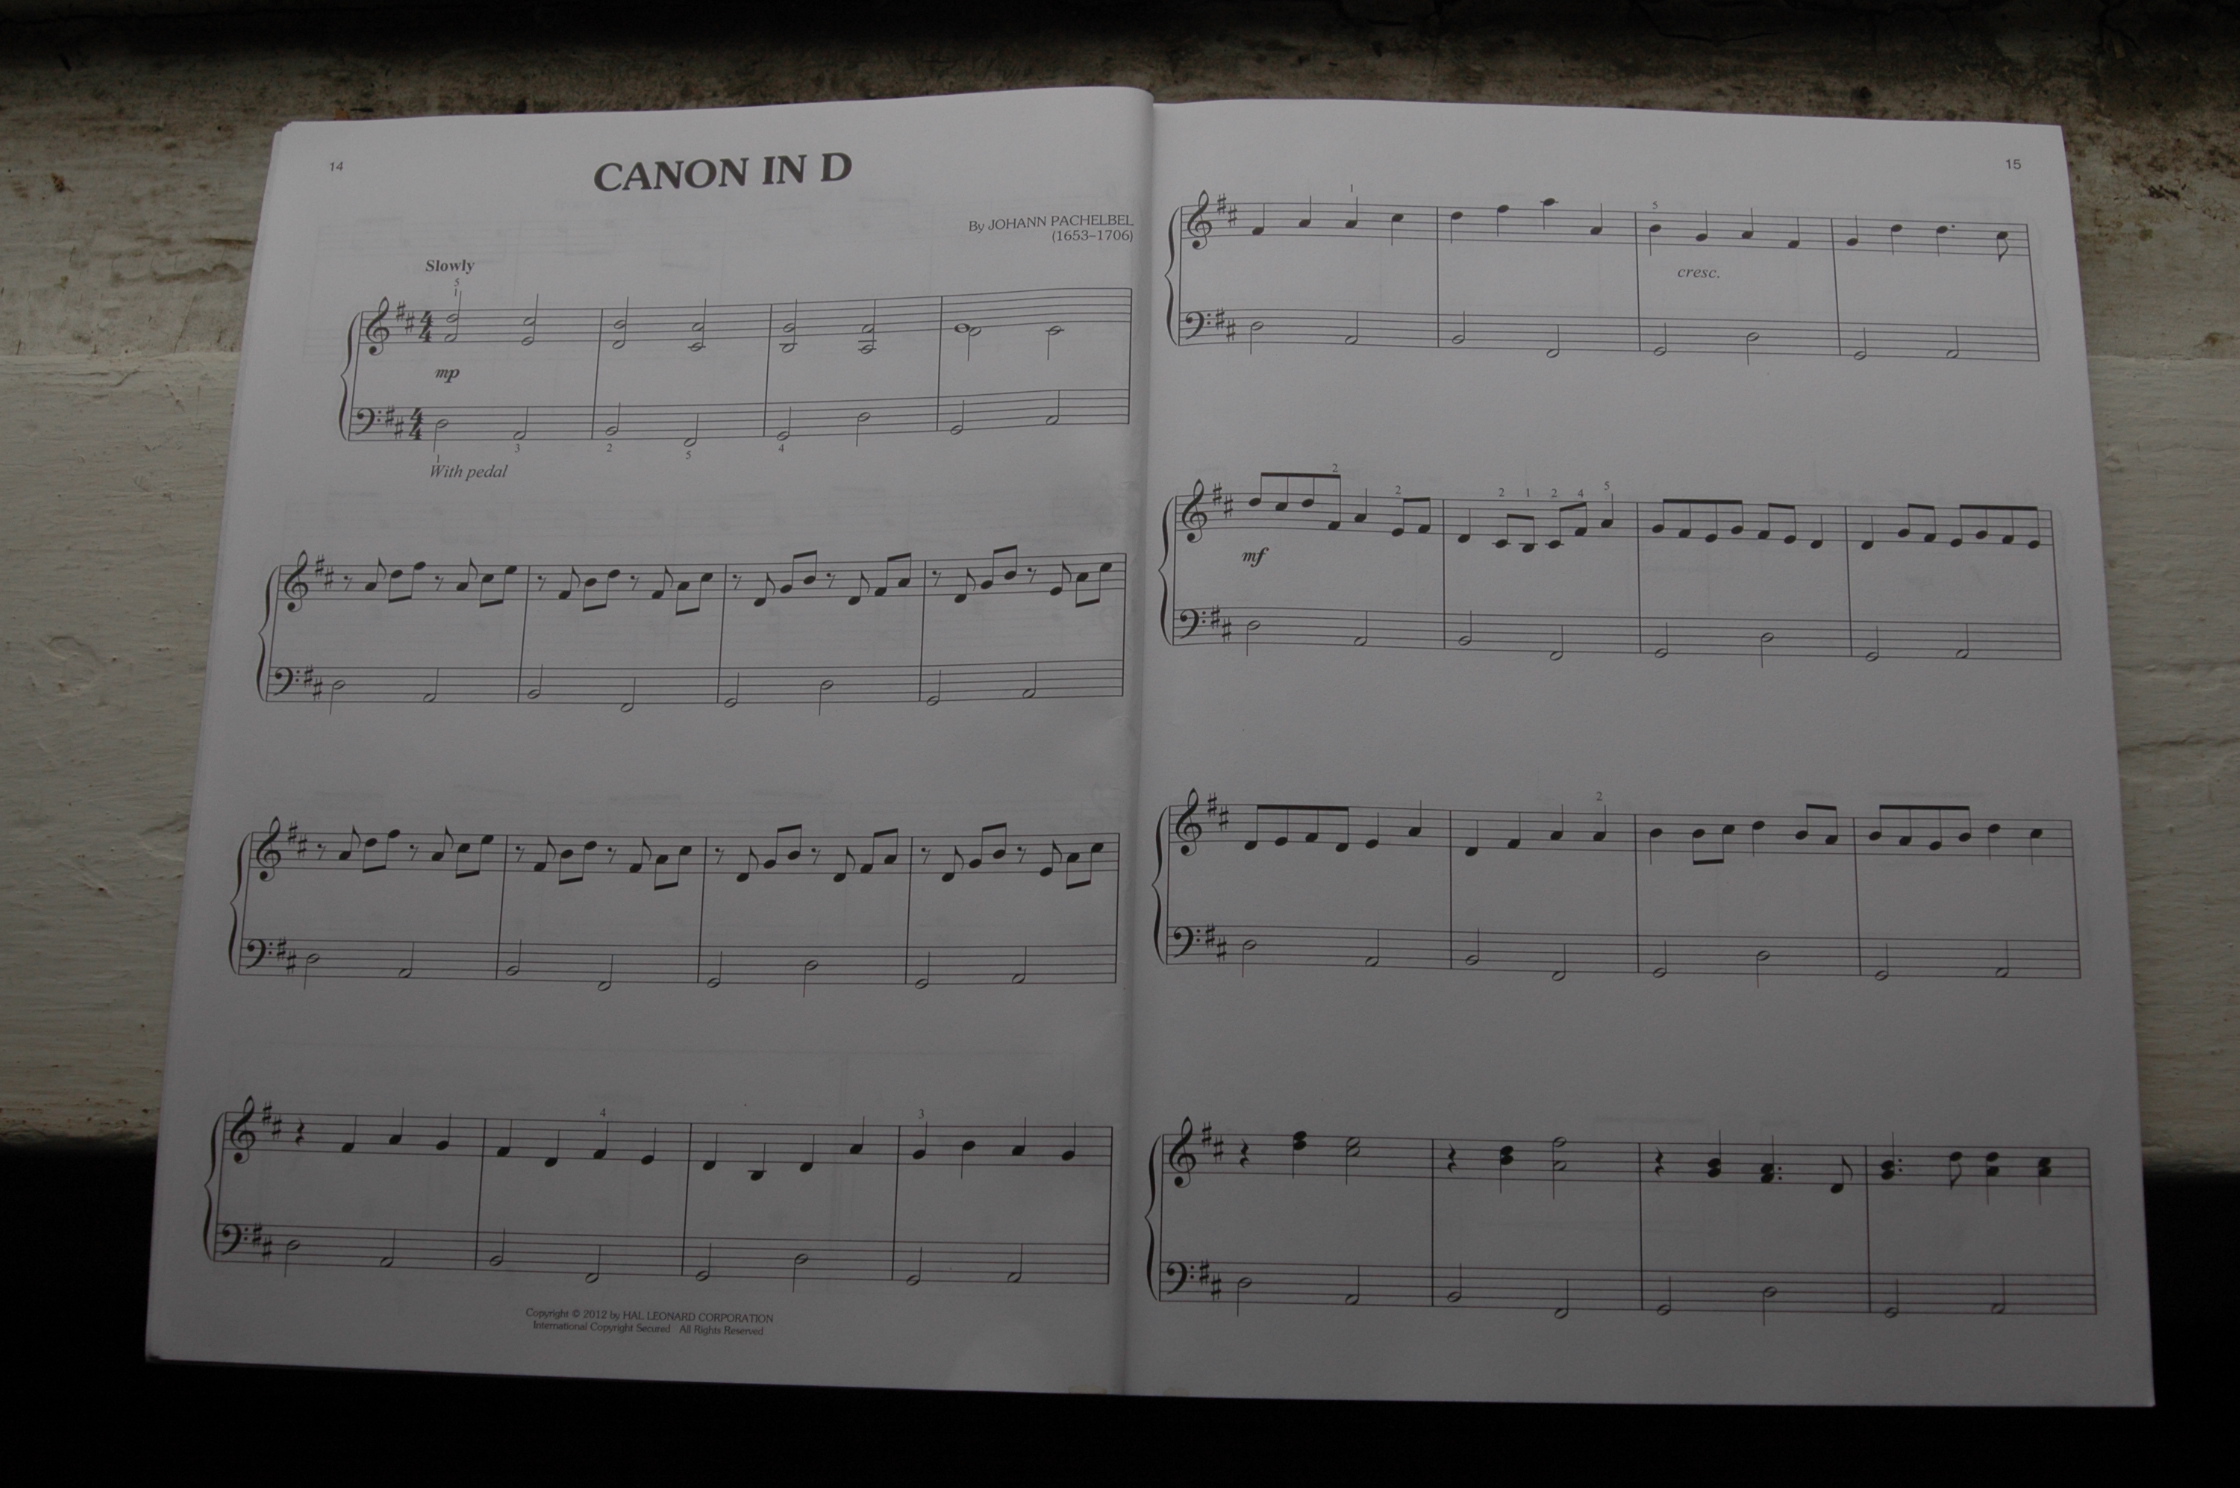 14
CANON IN D
By JOHANN PACHELBEL
(1653–1706)
Slowly
5
1
mp
1
3
2
5
4
With pedal
4
3
Copyright © 2012 by HAL LEONARD CORPORATION
International Copyright Secured All Rights Reserved
15
1
5
cresc.
2
2
2
1
2
4
5
mf
2